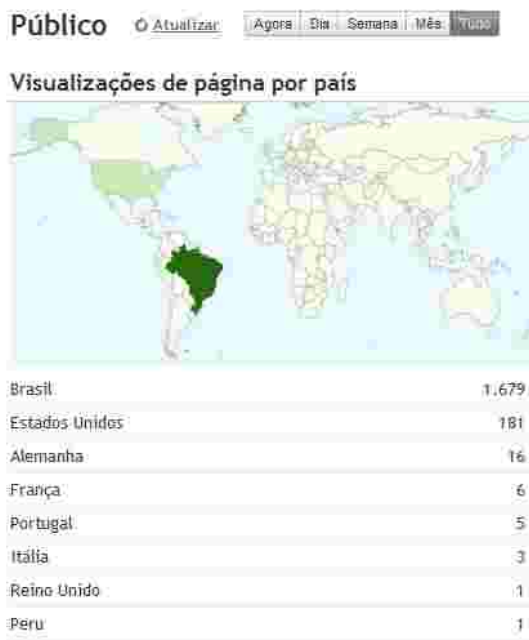 Público Atualizar Agora Dia Semana Mês Tudo
Visualizações de página por país
Brasil 1.679
Estados Unidos 181
Alemanha 16
França 6
Portugal 5
Itália 3
Reino Unido 1
Peru 1